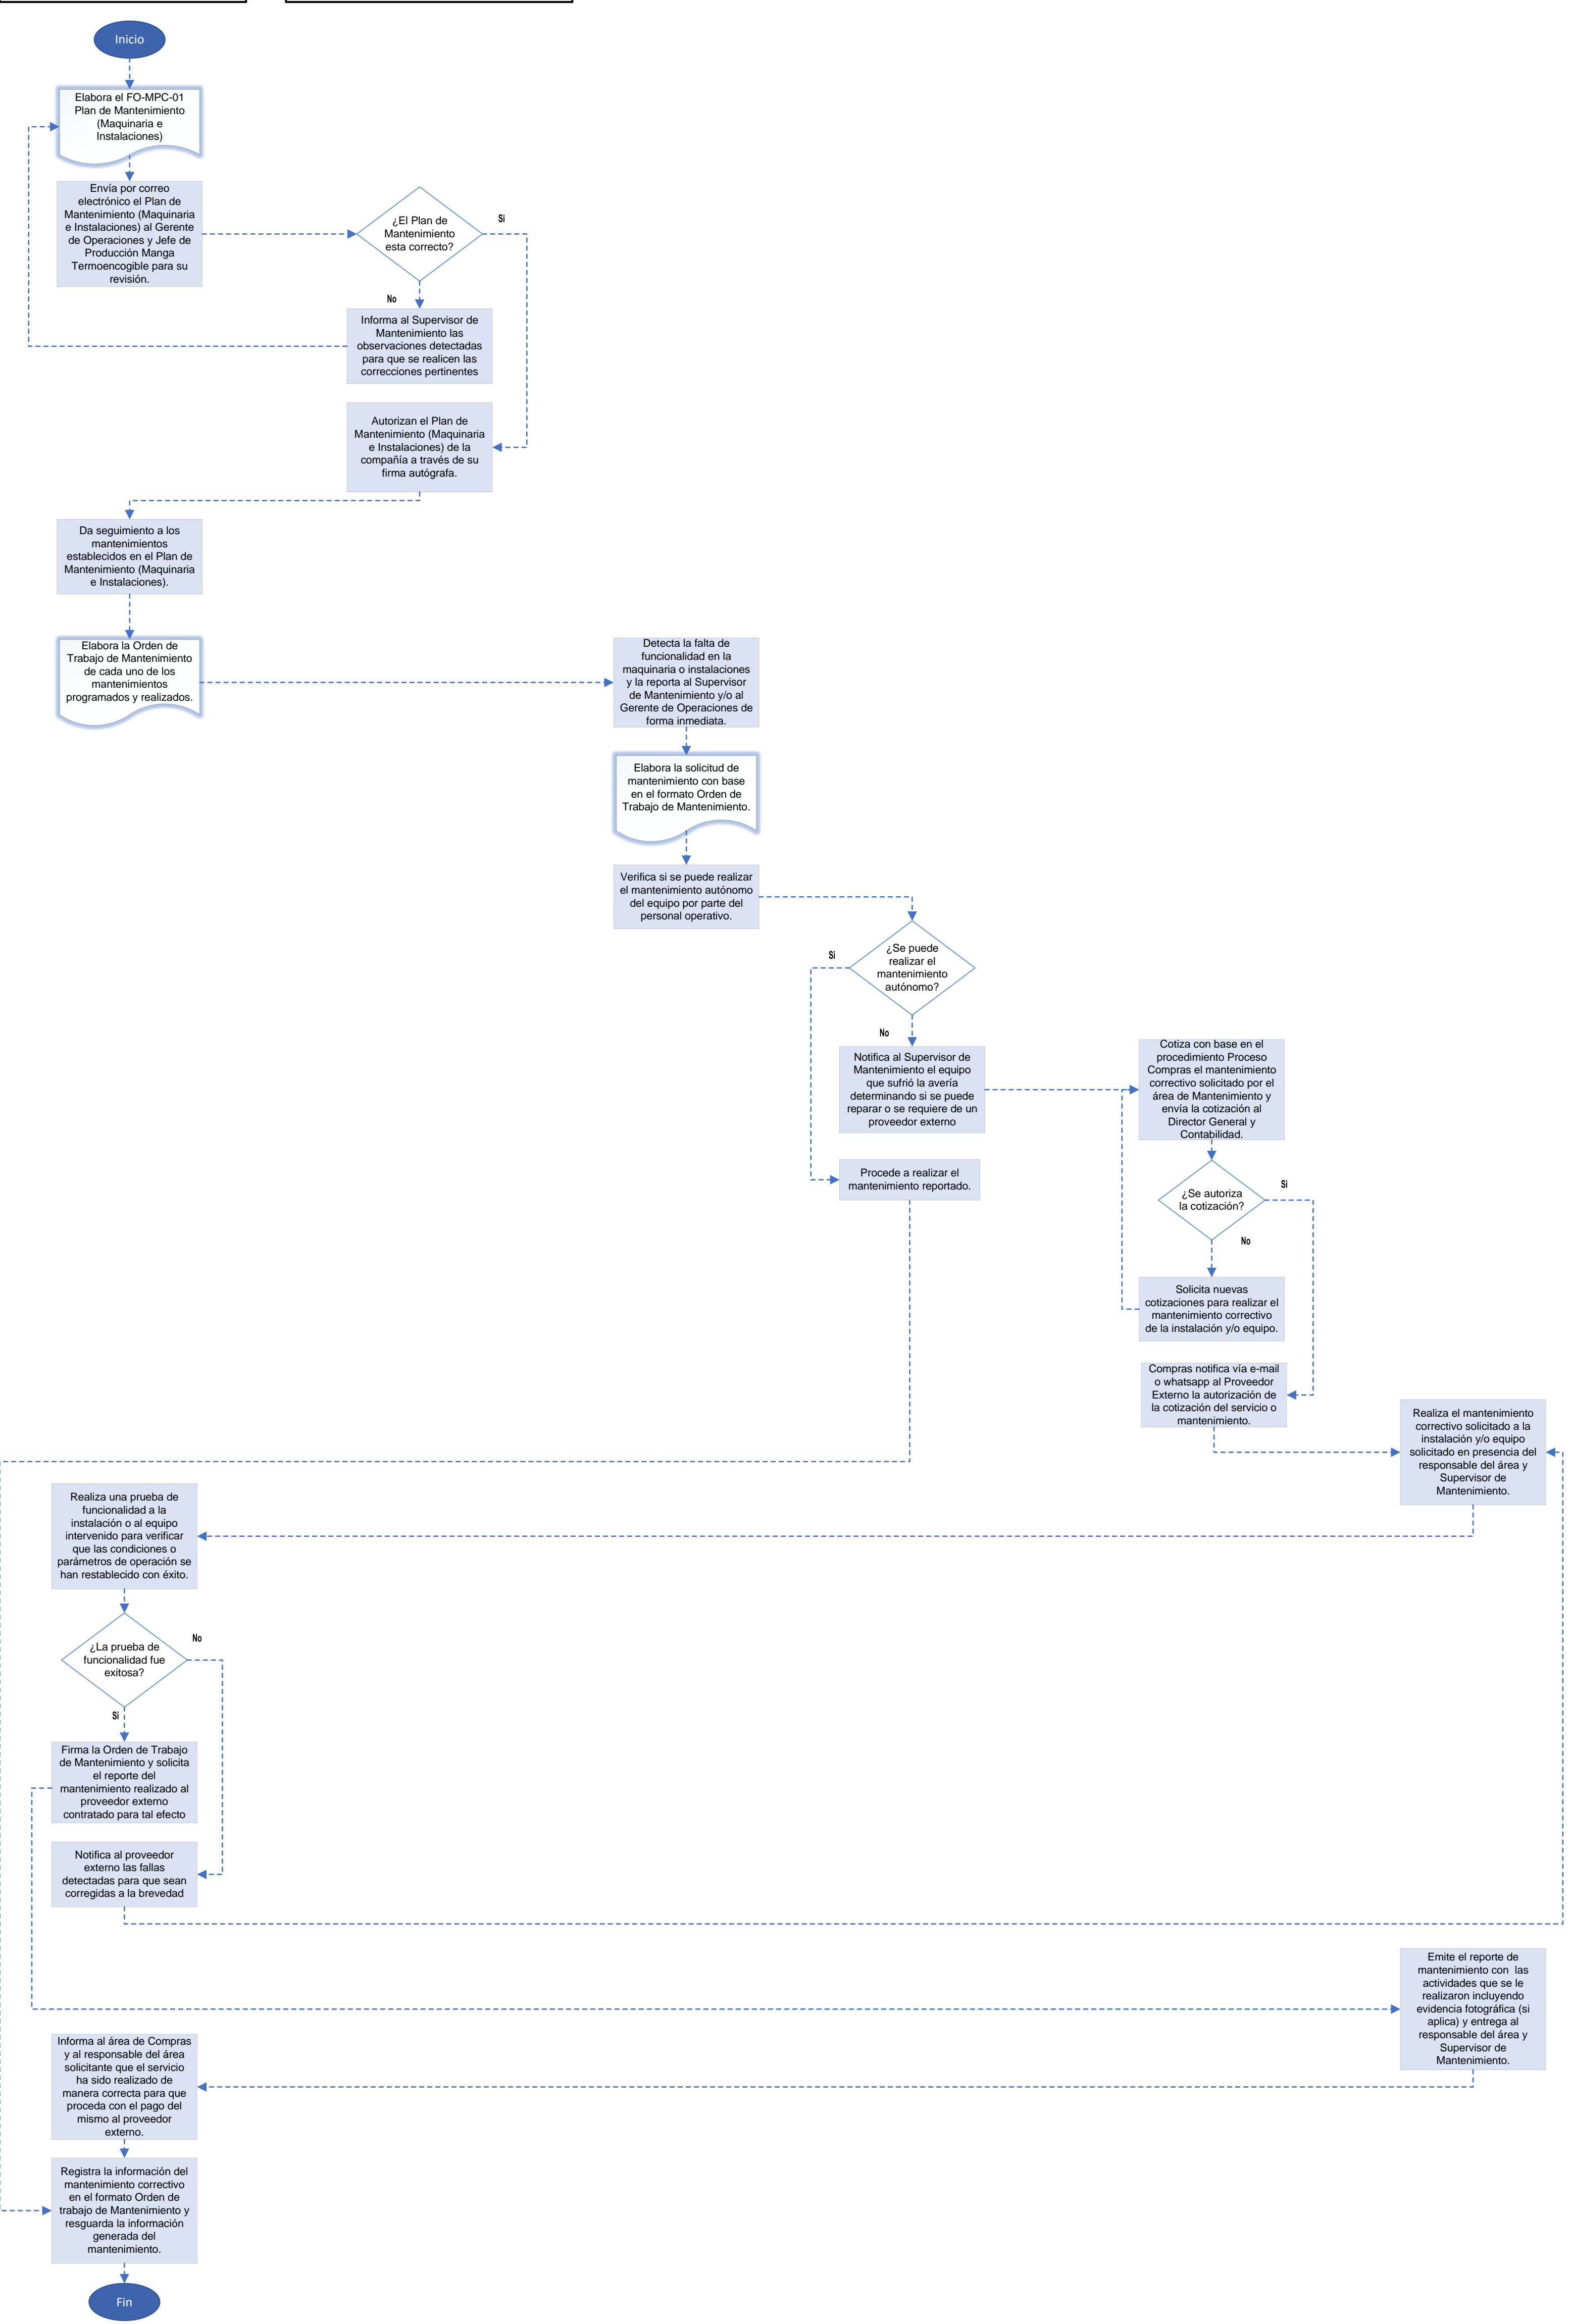 Inicio
Elabora el FO-MPC-01
Plan de Mantenimiento
(Maquinaria e
Instalaciones)
Envía por correo
electrónico el Plan de
Mantenimiento (Maquinaria
e Instalaciones) al Gerente
de Operaciones y Jefe de
Producción Manga
Termoencogible para su
revisión.
¿El Plan de
Mantenimiento
esta correcto?
Si
No
Informa al Supervisor de
Mantenimiento las
observaciones detectadas
para que se realicen las
correcciones pertinentes
Autorizan el Plan de
Mantenimiento (Maquinaria
e Instalaciones) de la
compañía a través de su
firma autógrafa.
Da seguimiento a los
mantenimientos
establecidos en el Plan de
Mantenimiento (Maquinaria
e Instalaciones).
Elabora la Orden de
Trabajo de Mantenimiento
de cada uno de los
mantenimientos
programados y realizados.
Detecta la falta de
funcionalidad en la
maquinaria o instalaciones
y la reporta al Supervisor
de Mantenimiento y/o al
Gerente de Operaciones de
forma inmediata.
Elabora la solicitud de
mantenimiento con base
en el formato Orden de
Trabajo de Mantenimiento.
Verifica si se puede realizar
el mantenimiento autónomo
del equipo por parte del
personal operativo.
¿Se puede
realizar el
mantenimiento
autónomo?
Si
No
Notifica al Supervisor de
Mantenimiento el equipo
que sufrió la avería
determinando si se puede
reparar o se requiere de un
proveedor externo
Procede a realizar el
mantenimiento reportado.
Cotiza con base en el
procedimiento Proceso
Compras el mantenimiento
correctivo solicitado por el
área de Mantenimiento y
envía la cotización al
Director General y
Contabilidad.
¿Se autoriza
la cotización?
Si
No
Solicita nuevas
cotizaciones para realizar el
mantenimiento correctivo
de la instalación y/o equipo.
Compras notifica vía e-mail
o whatsapp al Proveedor
Externo la autorización de
la cotización del servicio o
mantenimiento.
Realiza el mantenimiento
correctivo solicitado a la
instalación y/o equipo
solicitado en presencia del
responsable del área y
Supervisor de
Mantenimiento.
Realiza una prueba de
funcionalidad a la
instalación o al equipo
intervenido para verificar
que las condiciones o
parámetros de operación se
han restablecido con éxito.
¿La prueba de
funcionalidad fue
exitosa?
No
Si
Firma la Orden de Trabajo
de Mantenimiento y solicita
el reporte del
mantenimiento realizado al
proveedor externo
contratado para tal efecto
Notifica al proveedor
externo las fallas
detectadas para que sean
corregidas a la brevedad
Emite el reporte de
mantenimiento con  las
actividades que se le
realizaron incluyendo
evidencia fotográfica (si
aplica) y entrega al
responsable del área y
Supervisor de
Mantenimiento.
Informa al área de Compras
y al responsable del área
solicitante que el servicio
ha sido realizado de
manera correcta para que
proceda con el pago del
mismo al proveedor
externo.
Registra la información del
mantenimiento correctivo
en el formato Orden de
trabajo de Mantenimiento y
resguarda la información
generada del
mantenimiento.
Fin